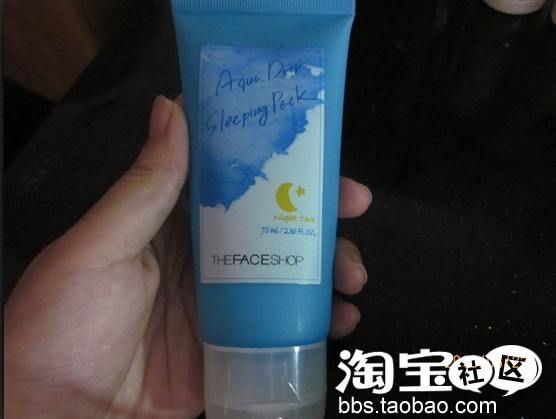 Aqua Door
Sleeping Pack
Night Care
70 ml / 2.36 FL.OZ.
THEFACESHOP
淘宝社区
bbs.taobao.com